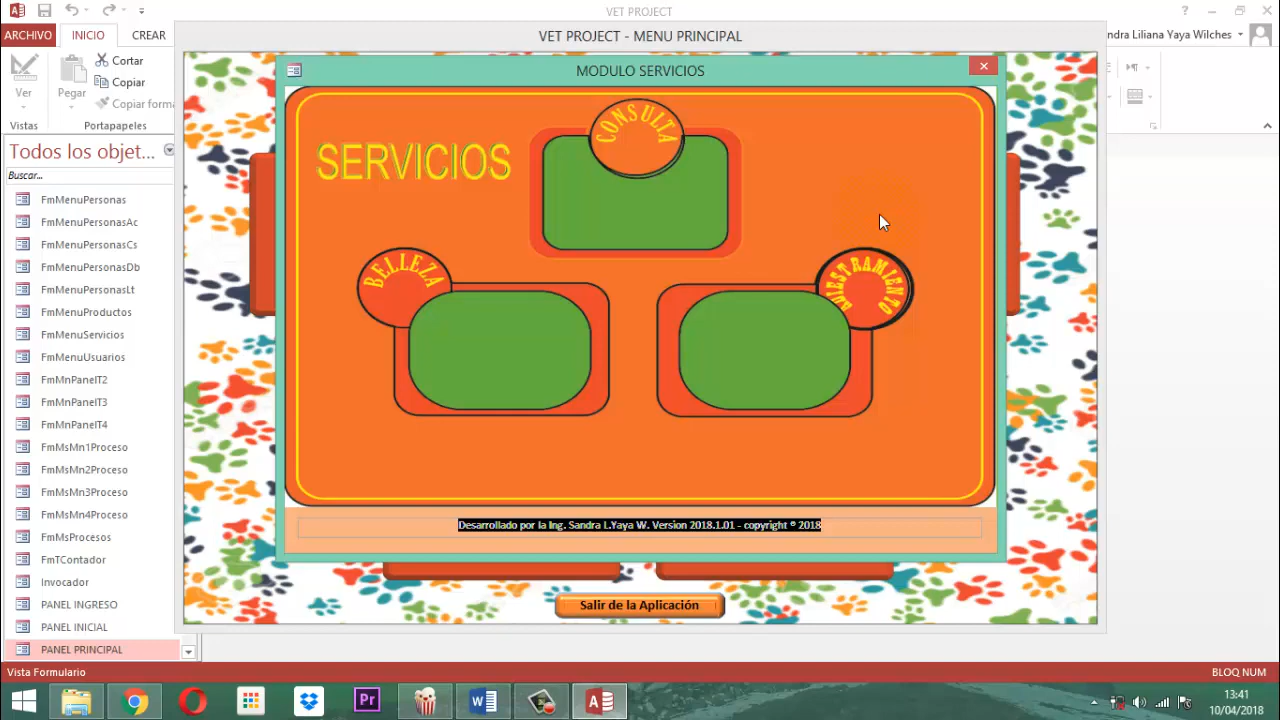 VET PROJECT
ARCHIVO
INICIO
CREAR
VET PROJECT - MENU PRINCIPAL
ndra Liliana Yaya Wilches
Ver
Pegar
Cortar
Copiar
Copiar forma
Vistas
Portapapeles
MODULO SERVICIOS
Todos los objet...
Buscar...
FmMenuPersonas
FmMenuPersonasAc
FmMenuPersonasCs
FmMenuPersonasDb
FmMenuPersonasLt
FmMenuProductos
FmMenuServicios
FmMenuUsuarios
FmMnPanelT2
FmMnPanelT3
FmMnPanelT4
FmMsMn1Proceso
FmMsMn2Proceso
FmMsMn3Proceso
FmMsMn4Proceso
FmMsProcesos
FmTContador
Invocador
PANEL INGRESO
PANEL INICIAL
PANEL PRINCIPAL
SERVICIOS
CONSULTA
BELLEZA
Desarrollado por la Ing. Sandra L.Yaya W. Version 2018.1.01 - copyright © 2018
Salir de la Aplicación
Vista Formulario
BLOQ NUM
Pr
13:41
10/04/2018